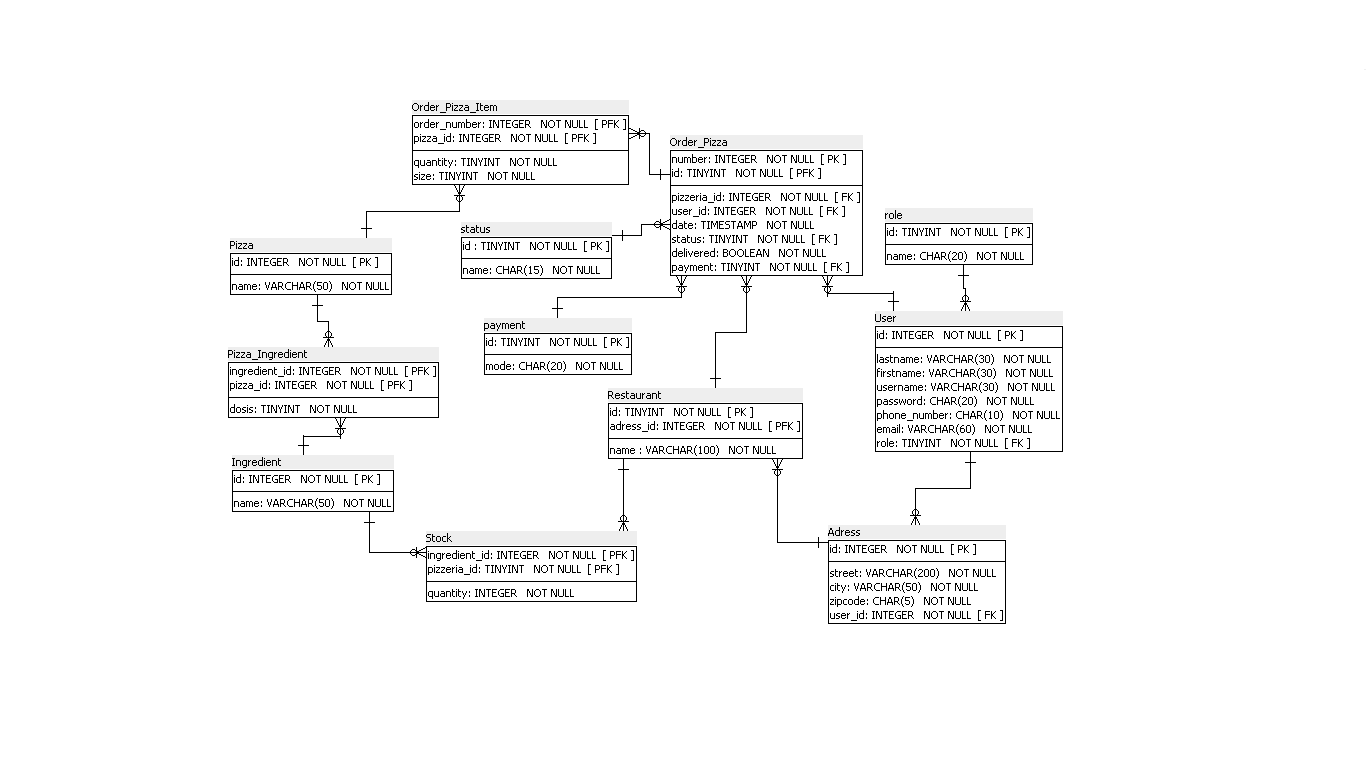 Order_Pizza_Item
order_number: INTEGER NOT NULL [ PFK ]
pizza_id: INTEGER NOT NULL [ PFK ]
quantity: TINYINT NOT NULL
size: TINYINT NOT NULL
Order_Pizza
number: INTEGER NOT NULL [ PK ]
id: TINYINT NOT NULL [ PFK ]
pizzeria_id: INTEGER NOT NULL [ FK ]
user_id: INTEGER NOT NULL [ FK ]
date: TIMESTAMP NOT NULL
status: TINYINT NOT NULL [ FK ]
delivered: BOOLEAN NOT NULL
payment: TINYINT NOT NULL [ FK ]
role
id: TINYINT NOT NULL [ PK ]
name: CHAR(20) NOT NULL
status
id : TINYINT NOT NULL [ PK ]
name: CHAR(15) NOT NULL
Pizza
id: INTEGER NOT NULL [ PK ]
name: VARCHAR(50) NOT NULL
User
id: INTEGER NOT NULL [ PK ]
lastname: VARCHAR(30) NOT NULL
firstname: VARCHAR(30) NOT NULL
username: VARCHAR(30) NOT NULL
password: CHAR(20) NOT NULL
phone_number: CHAR(10) NOT NULL
email: VARCHAR(60) NOT NULL
role: TINYINT NOT NULL [ FK ]
payment
id: TINYINT NOT NULL [ PK ]
mode: CHAR(20) NOT NULL
Pizza_Ingredient
ingredient_id: INTEGER NOT NULL [ PFK ]
pizza_id: INTEGER NOT NULL [ PFK ]
dosis: TINYINT NOT NULL
Restaurant
id: TINYINT NOT NULL [ PK ]
adress_id: INTEGER NOT NULL [ PFK ]
name : VARCHAR(100) NOT NULL
Ingredient
id: INTEGER NOT NULL [ PK ]
name: VARCHAR(50) NOT NULL
Stock
ingredient_id: INTEGER NOT NULL [ PFK ]
pizzeria_id: TINYINT NOT NULL [ PFK ]
quantity: INTEGER NOT NULL
Adress
id: INTEGER NOT NULL [ PK ]
street: VARCHAR(200) NOT NULL
city: VARCHAR(50) NOT NULL
zipcode: CHAR(5) NOT NULL
user_id: INTEGER NOT NULL [ FK ]